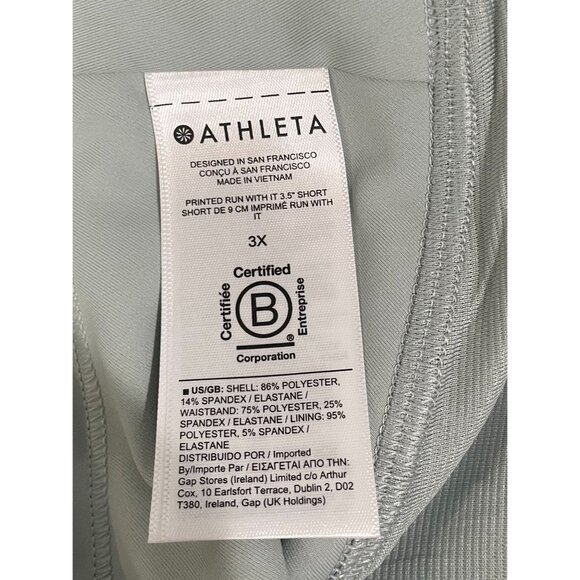 ATHLETA
DESIGNED IN SAN FRANCISCO
CONÇU À SAN FRANCISCO
MADE IN VIETNAM
PRINTED RUN WITH IT 3.5" SHORT
SHORT DE 9 CM IMPRIMÉ RUN WITH
IT
3X
Certified
Certifiée
B
Entreprise
®
Corporation
■ US/GB: SHELL: 86% POLYESTER,
14% SPANDEX / ELASTANE /
WAISTBAND: 75% POLYESTER, 25%
SPANDEX / ELASTANE / LINING: 95%
POLYESTER, 5% SPANDEX /
ELASTANE
Distribuido Por / Imported
By/Importe Par / ΕΙΣΑΓΕΤΑΙ ΑΠΟ ΤΗΝ:
Gap Stores (Ireland) Limited c/o Arthur
Cox, 10 Earlsfort Terrace, Dublin 2, D02
T380, Ireland, Gap (UK Holdings)